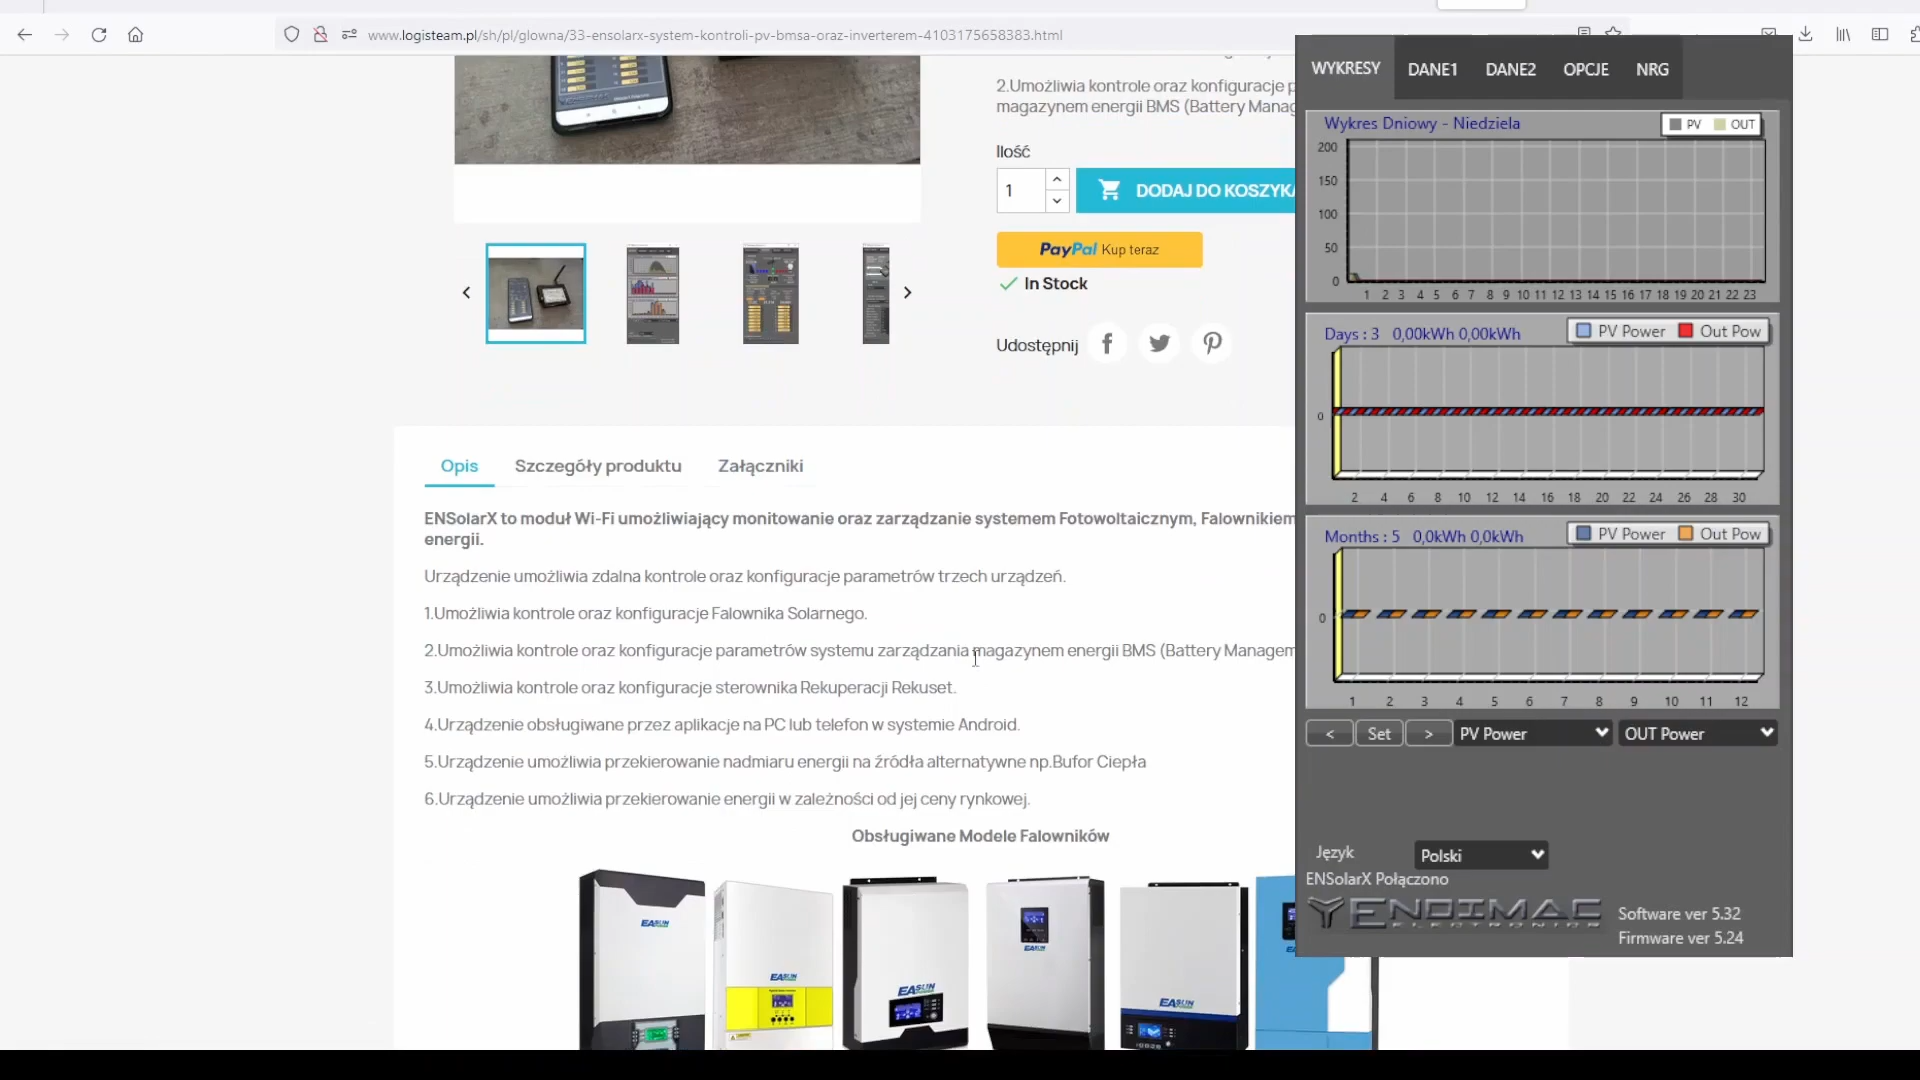 www.logisteam.pl/sh/pl/glowna/33-ensolarx-system-kontroli-pv-bmsa-oraz-inverterem-4103175658383.html
2.Umożliwia kontrole oraz konfiguracje p
magazynem energii BMS (Battery Manag
Ilość
1
DODAJ DO KOSZYKA
PayPal Kup teraz
In Stock
Udostępnij
Opis
Szczegóły produktu
Załączniki
ENSolarX to moduł Wi-Fi umożliwiający monitowanie oraz zarządzanie systemem Fotowoltaicznym, Falownikiem
energii.
Urządzenie umożliwia zdalna kontrole oraz konfiguracje parametrów trzech urządzeń.
1.Umożliwia kontrole oraz konfiguracje Falownika Solarnego.
2.Umożliwia kontrole oraz konfiguracje parametrów systemu zarządzania magazynem energii BMS (Battery Managem
3.Umożliwia kontrole oraz konfiguracje sterownika Rekuperacji Rekuset.
4.Urządzenie obsługiwane przez aplikacje na PC lub telefon w systemie Android.
5.Urządzenie umożliwia przekierowanie nadmiaru energii na źródła alternatywne np.Bufor Ciepła
6.Urządzenie umożliwia przekierowanie energii w zależności od jej ceny rynkowej.
Obsługiwane Modele Falowników
EASUN
EASUN
EASUN
EASUN
EASUN
WYKRESY DANE1 DANE2 OPCJE NRG
Wykres Dniowy - Niedziela
PV OUT
200
150
100
50
0
1 2 3 4 5 6 7 8 9 10 11 12 13 14 15 16 17 18 19 20 21 22 23
Days : 3 0,00kWh 0,00kWh
PV Power Out Pow
0
2 4 6 8 10 12 14 16 18 20 22 24 26 28 30
Months : 5 0,0kWh 0,0kWh
PV Power Out Pow
0
1 2 3 4 5 6 7 8 9 10 11 12
< Set > PV Power OUT Power
Język Polski
ENSolarX Połączono
ENDIMAC
ELECTRONICS
Software ver 5.32
Firmware ver 5.24